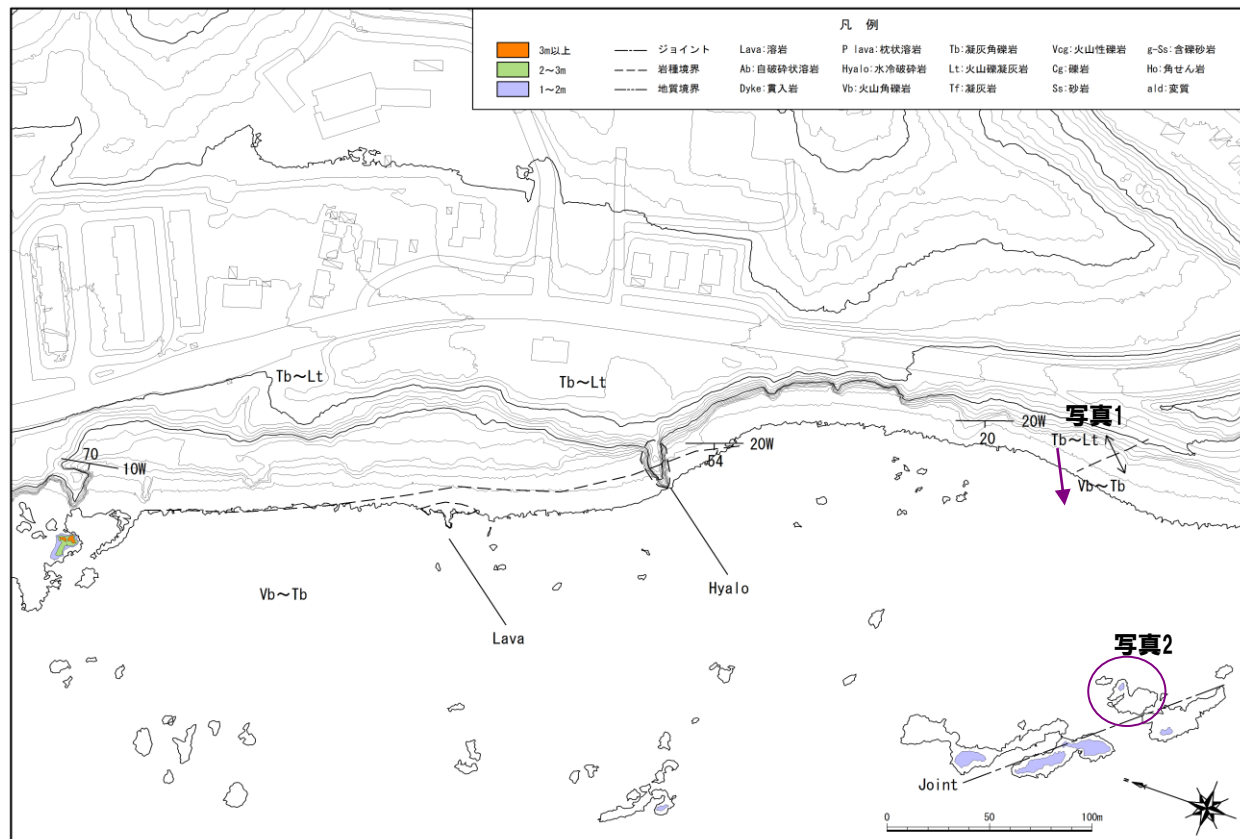 凡 例
3m以上 ジョイント Lava:溶岩 P lava:枕状溶岩 Tb:凝灰角礫岩 Vcg:火山性礫岩 g-Ss:含礫砂岩
2～3m 岩種境界 Ab:自破砕状溶岩 Hyalo:水冷破砕岩 Lt:火山礫凝灰岩 Cg:礫岩 Ho:角せん岩
1～2m 地質境界 Dyke:貫入岩 Vb:火山角礫岩 Tf:凝灰岩 Ss:砂岩 ald:変質
Tb～Lt
Tb～Lt
写真1
20W
20
Tb～Lt
20W
54
70
10W
Vb～Tb
Hyalo
Vb～Tb
Lava
写真2
Joint
0 50 100m